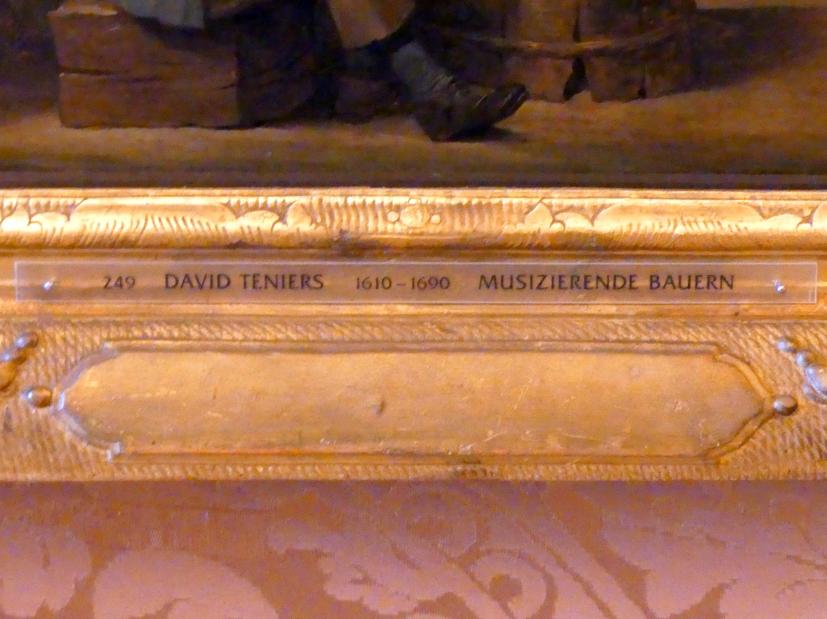 249 DAVID TENIERS 1610–1690 MUSIZIERENDE BAUERN